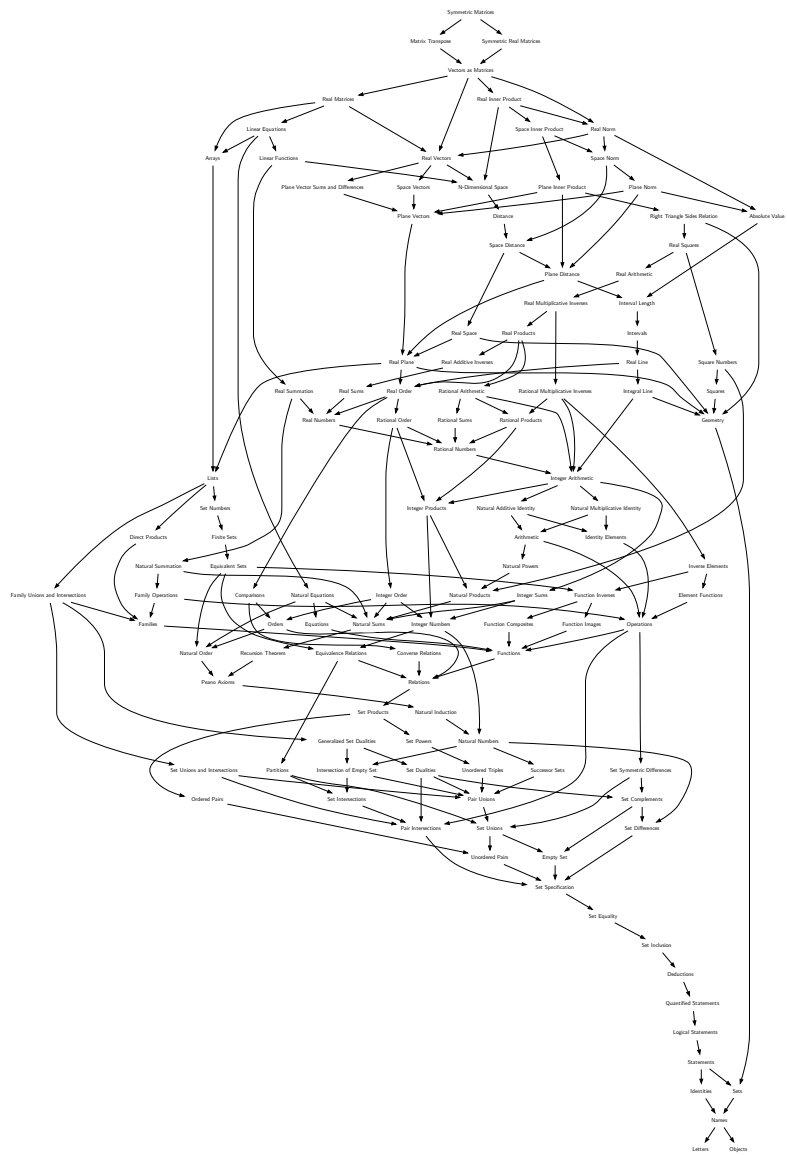 Symmetric Matrices
Matrix Transpose
Symmetric Real Matrices
Vectors as Matrices
Real Matrices
Real Inner Product
Linear Equations
Space Inner Product
Real Norm
Arrays
Linear Functions
Real Vectors
Space Norm
Plane Vector Sums and Differences
Space Vectors
N-Dimensional Space
Plane Inner Product
Plane Norm
Plane Vectors
Distance
Right Triangle Sides Relation
Absolute Value
Space Distance
Real Squares
Plane Distance
Real Arithmetic
Real Multiplicative Inverses
Interval Length
Real Space
Real Products
Intervals
Real Plane
Real Additive Inverses
Real Line
Square Numbers
Real Summation
Real Sums
Real Order
Rational Arithmetic
Rational Multiplicative Inverses
Integral Line
Squares
Real Numbers
Rational Order
Rational Sums
Rational Products
Geometry
Rational Numbers
Lists
Integer Arithmetic
Set Numbers
Integer Products
Natural Additive Identity
Natural Multiplicative Identity
Direct Products
Finite Sets
Arithmetic
Identity Elements
Natural Summation
Equivalent Sets
Natural Powers
Inverse Elements
Family Unions and Intersections
Family Operations
Comparisons
Natural Equations
Integer Order
Natural Products
Integer Sums
Function Inverses
Element Functions
Families
Orders
Equations
Natural Sums
Integer Numbers
Function Composites
Function Images
Operations
Natural Order
Recursion Theorem
Equivalence Relations
Converse Relations
Functions
Peano Axioms
Relations
Set Products
Natural Induction
Generalized Set Dualities
Set Powers
Natural Numbers
Set Unions and Intersections
Partitions
Intersection of Empty Set
Set Dualities
Unordered Triples
Successor Sets
Set Symmetric Differences
Ordered Pairs
Set Intersections
Pair Unions
Set Complements
Pair Intersections
Set Unions
Set Differences
Unordered Pairs
Empty Set
Set Specification
Set Equality
Set Inclusion
Deductions
Quantified Statements
Logical Statements
Statements
Identities
Sets
Names
Letters
Objects